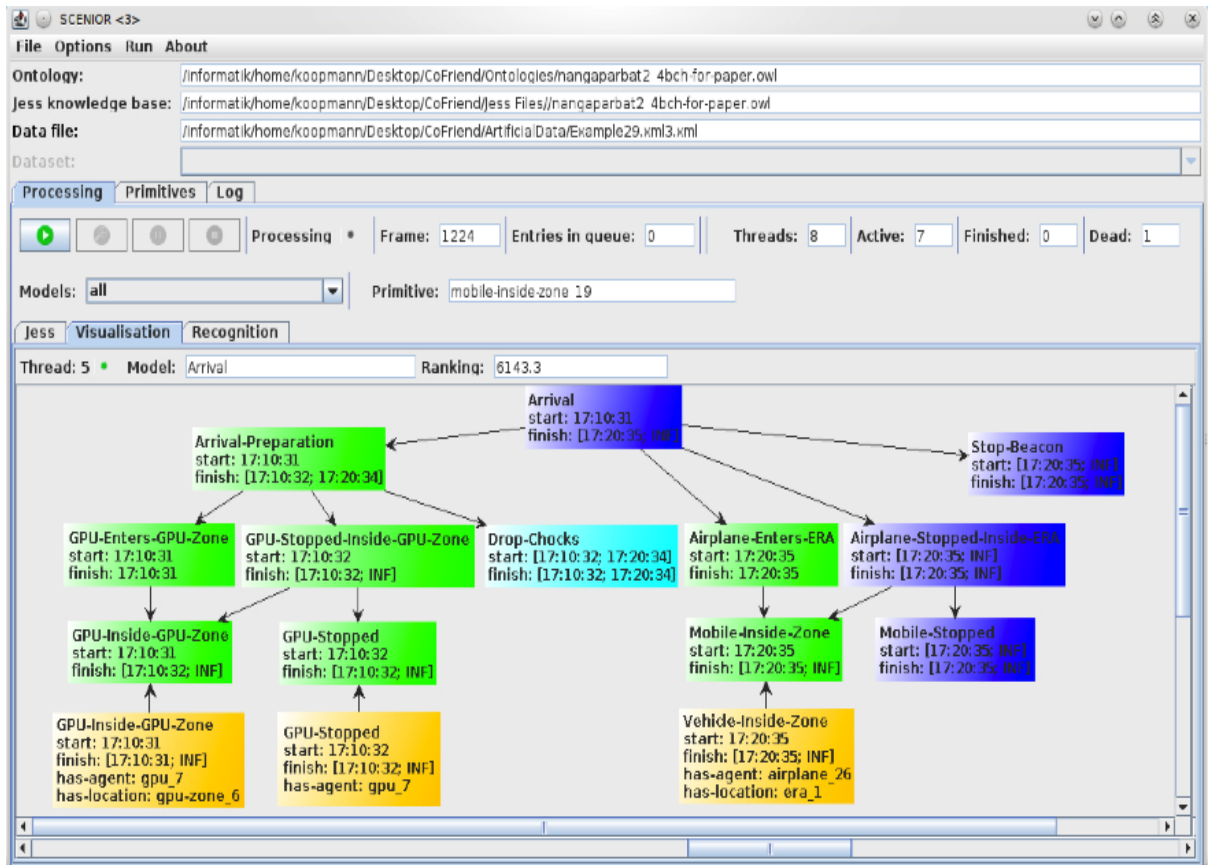 SCENIOR <3>
File Options Run About
Ontology: /informatik/home/koopmann/Desktop/CoFriend/Ontologies/nangaparbat2_4bch-for-paper.owl
Jess knowledge base: /informatik/home/koopmann/Desktop/CoFriend/Jess Files//nangaparbat2_4bch-for-paper.owl
Data file: /informatik/home/koopmann/Desktop/CoFriend/ArtificialData/Example29.xml3.xml
Dataset:
Processing Primitives Log
Processing Frame: 1224 Entries in queue: 0 Threads: 8 Active: 7 Finished: 0 Dead: 1
Models: all Primitive: mobile-inside-zone_19
Jess Visualisation Recognition
Thread: 5 Model: Arrival Ranking: 6143.3
Arrival
start: 17:10:31
finish: [17:20:35; INF]
Arrival-Preparation
start: 17:10:31
finish: [17:10:32; 17:20:34]
Stop-Beacon
start: [17:20:35; INF]
finish: [17:20:35; INF]
GPU-Enters-GPU-Zone
start: 17:10:31
finish: 17:10:31
GPU-Stopped-Inside-GPU-Zone
start: 17:10:32
finish: [17:10:32; INF]
Drop-Chocks
start: [17:10:32; 17:20:34]
finish: [17:10:32; 17:20:34]
Airplane-Enters-ERA
start: 17:20:35
finish: 17:20:35
Airplane-Stopped-Inside-ERA
start: [17:20:35; INF]
finish: [17:20:35; INF]
GPU-Inside-GPU-Zone
start: 17:10:31
finish: [17:10:32; INF]
GPU-Stopped
start: 17:10:32
finish: [17:10:32; INF]
Mobile-Inside-Zone
start: 17:20:35
finish: [17:20:35; INF]
Mobile-Stopped
start: [17:20:35; INF]
finish: [17:20:35; INF]
GPU-Inside-GPU-Zone
start: 17:10:31
finish: [17:10:31; INF]
has-agent: gpu_7
has-location: gpu-zone_6
GPU-Stopped
start: 17:10:32
finish: [17:10:32; INF]
has-agent: gpu_7
Vehicle-Inside-Zone
start: 17:20:35
finish: [17:20:35; INF]
has-agent: airplane_26
has-location: era_1